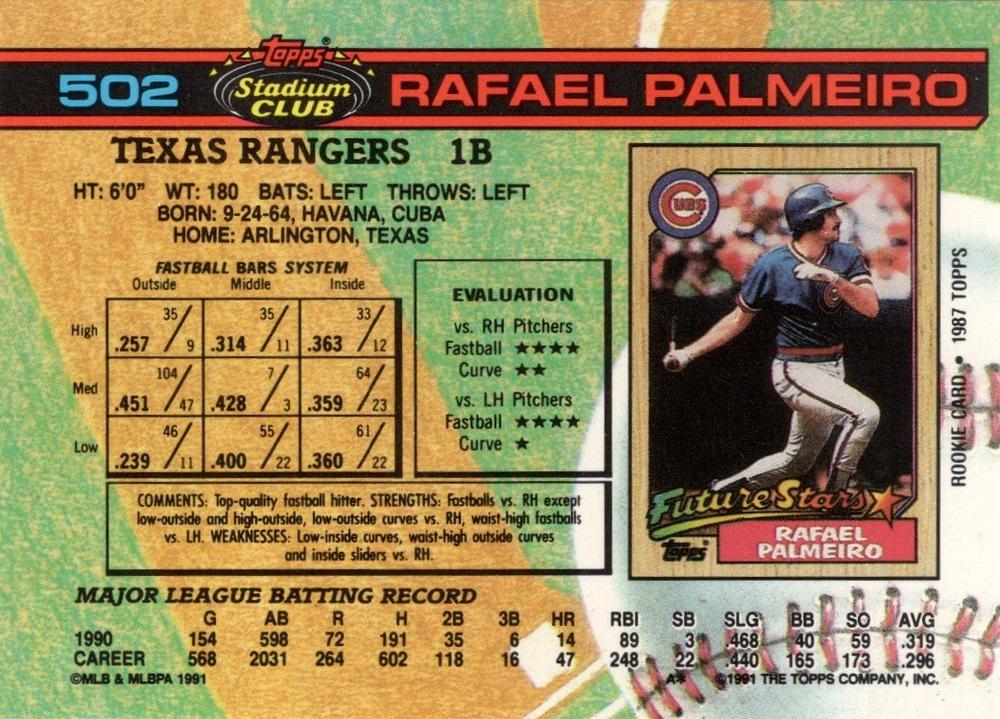 502 Topps® Stadium CLUB RAFAEL PALMEIRO
TEXAS RANGERS 1B
HT: 6'0" WT: 180 BATS: LEFT THROWS: LEFT
BORN: 9-24-64, HAVANA, CUBA
HOME: ARLINGTON, TEXAS
FASTBALL BARS SYSTEM
Outside Middle Inside
High .257 35/9 .314 35/11 .363 33/12
Med .451 104/47 .428 7/3 .359 64/23
Low .239 46/11 .400 55/22 .360 61/22
EVALUATION
vs. RH Pitchers
Fastball ★★★★
Curve ★★
vs. LH Pitchers
Fastball ★★★★
Curve ★
COMMENTS: Top-quality fastball hitter. STRENGTHS: Fastballs vs. RH except
low-outside and high-outside, low-outside curves vs. RH, waist-high fastballs
vs. LH. WEAKNESSES: Low-inside curves, waist-high outside curves
and inside sliders vs. RH.
CUBS
Future Stars
Topps®
RAFAEL
PALMEIRO
ROOKIE CARD • 1987 TOPPS
MAJOR LEAGUE BATTING RECORD
G AB R H 2B 3B HR RBI SB SLG BB SO AVG
1990 154 598 72 191 35 6 14 89 3 .468 40 59 .319
CAREER 568 2031 264 602 118 16 47 248 22 .440 165 173 .296
©MLB & MLBPA 1991 A* ©1991 THE TOPPS COMPANY, INC.